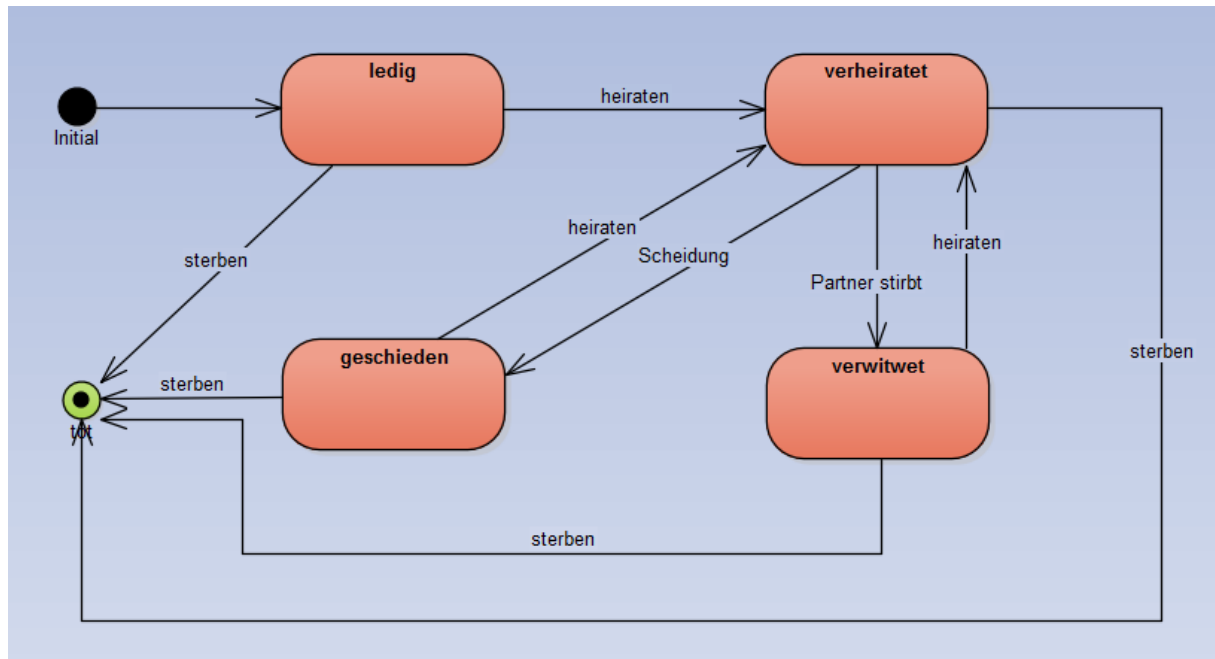 ledig
verheiratet
heiraten
Initial
heiraten
sterben
Scheidung
heiraten
Partner stirbt
geschieden
verwitwet
sterben
sterben
tot
sterben